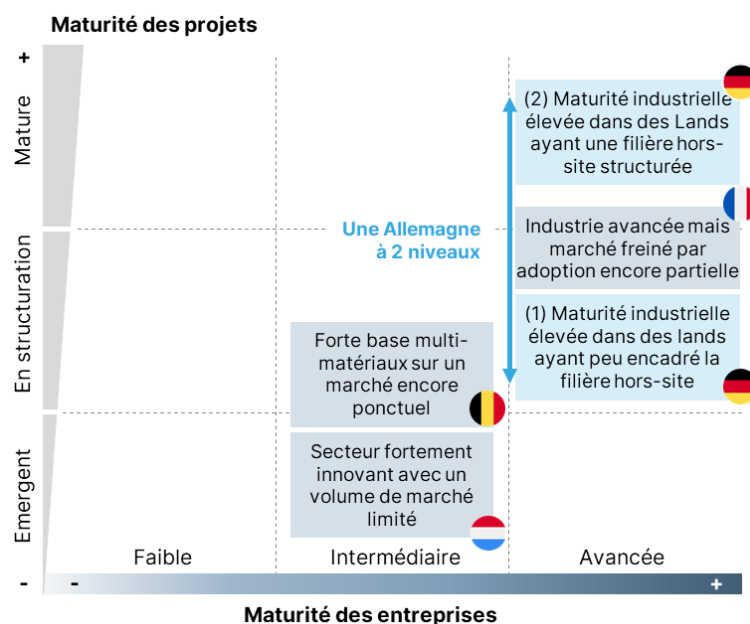 Maturité des projets
+
Mature
En structuration
Emergent
-
(2) Maturité industrielle
élevée dans des Lands
ayant une filière hors-
site structurée
Une Allemagne
à 2 niveaux
Industrie avancée mais
marché freiné par
adoption encore partielle
(1) Maturité industrielle
élevée dans des lands
ayant peu encadré la
filière hors-site
Forte base multi-
matériaux sur un
marché encore
ponctuel
Secteur fortement
innovant avec un
volume de marché
limité
Faible
Intermédiaire
Avancée
-
+
Maturité des entreprises